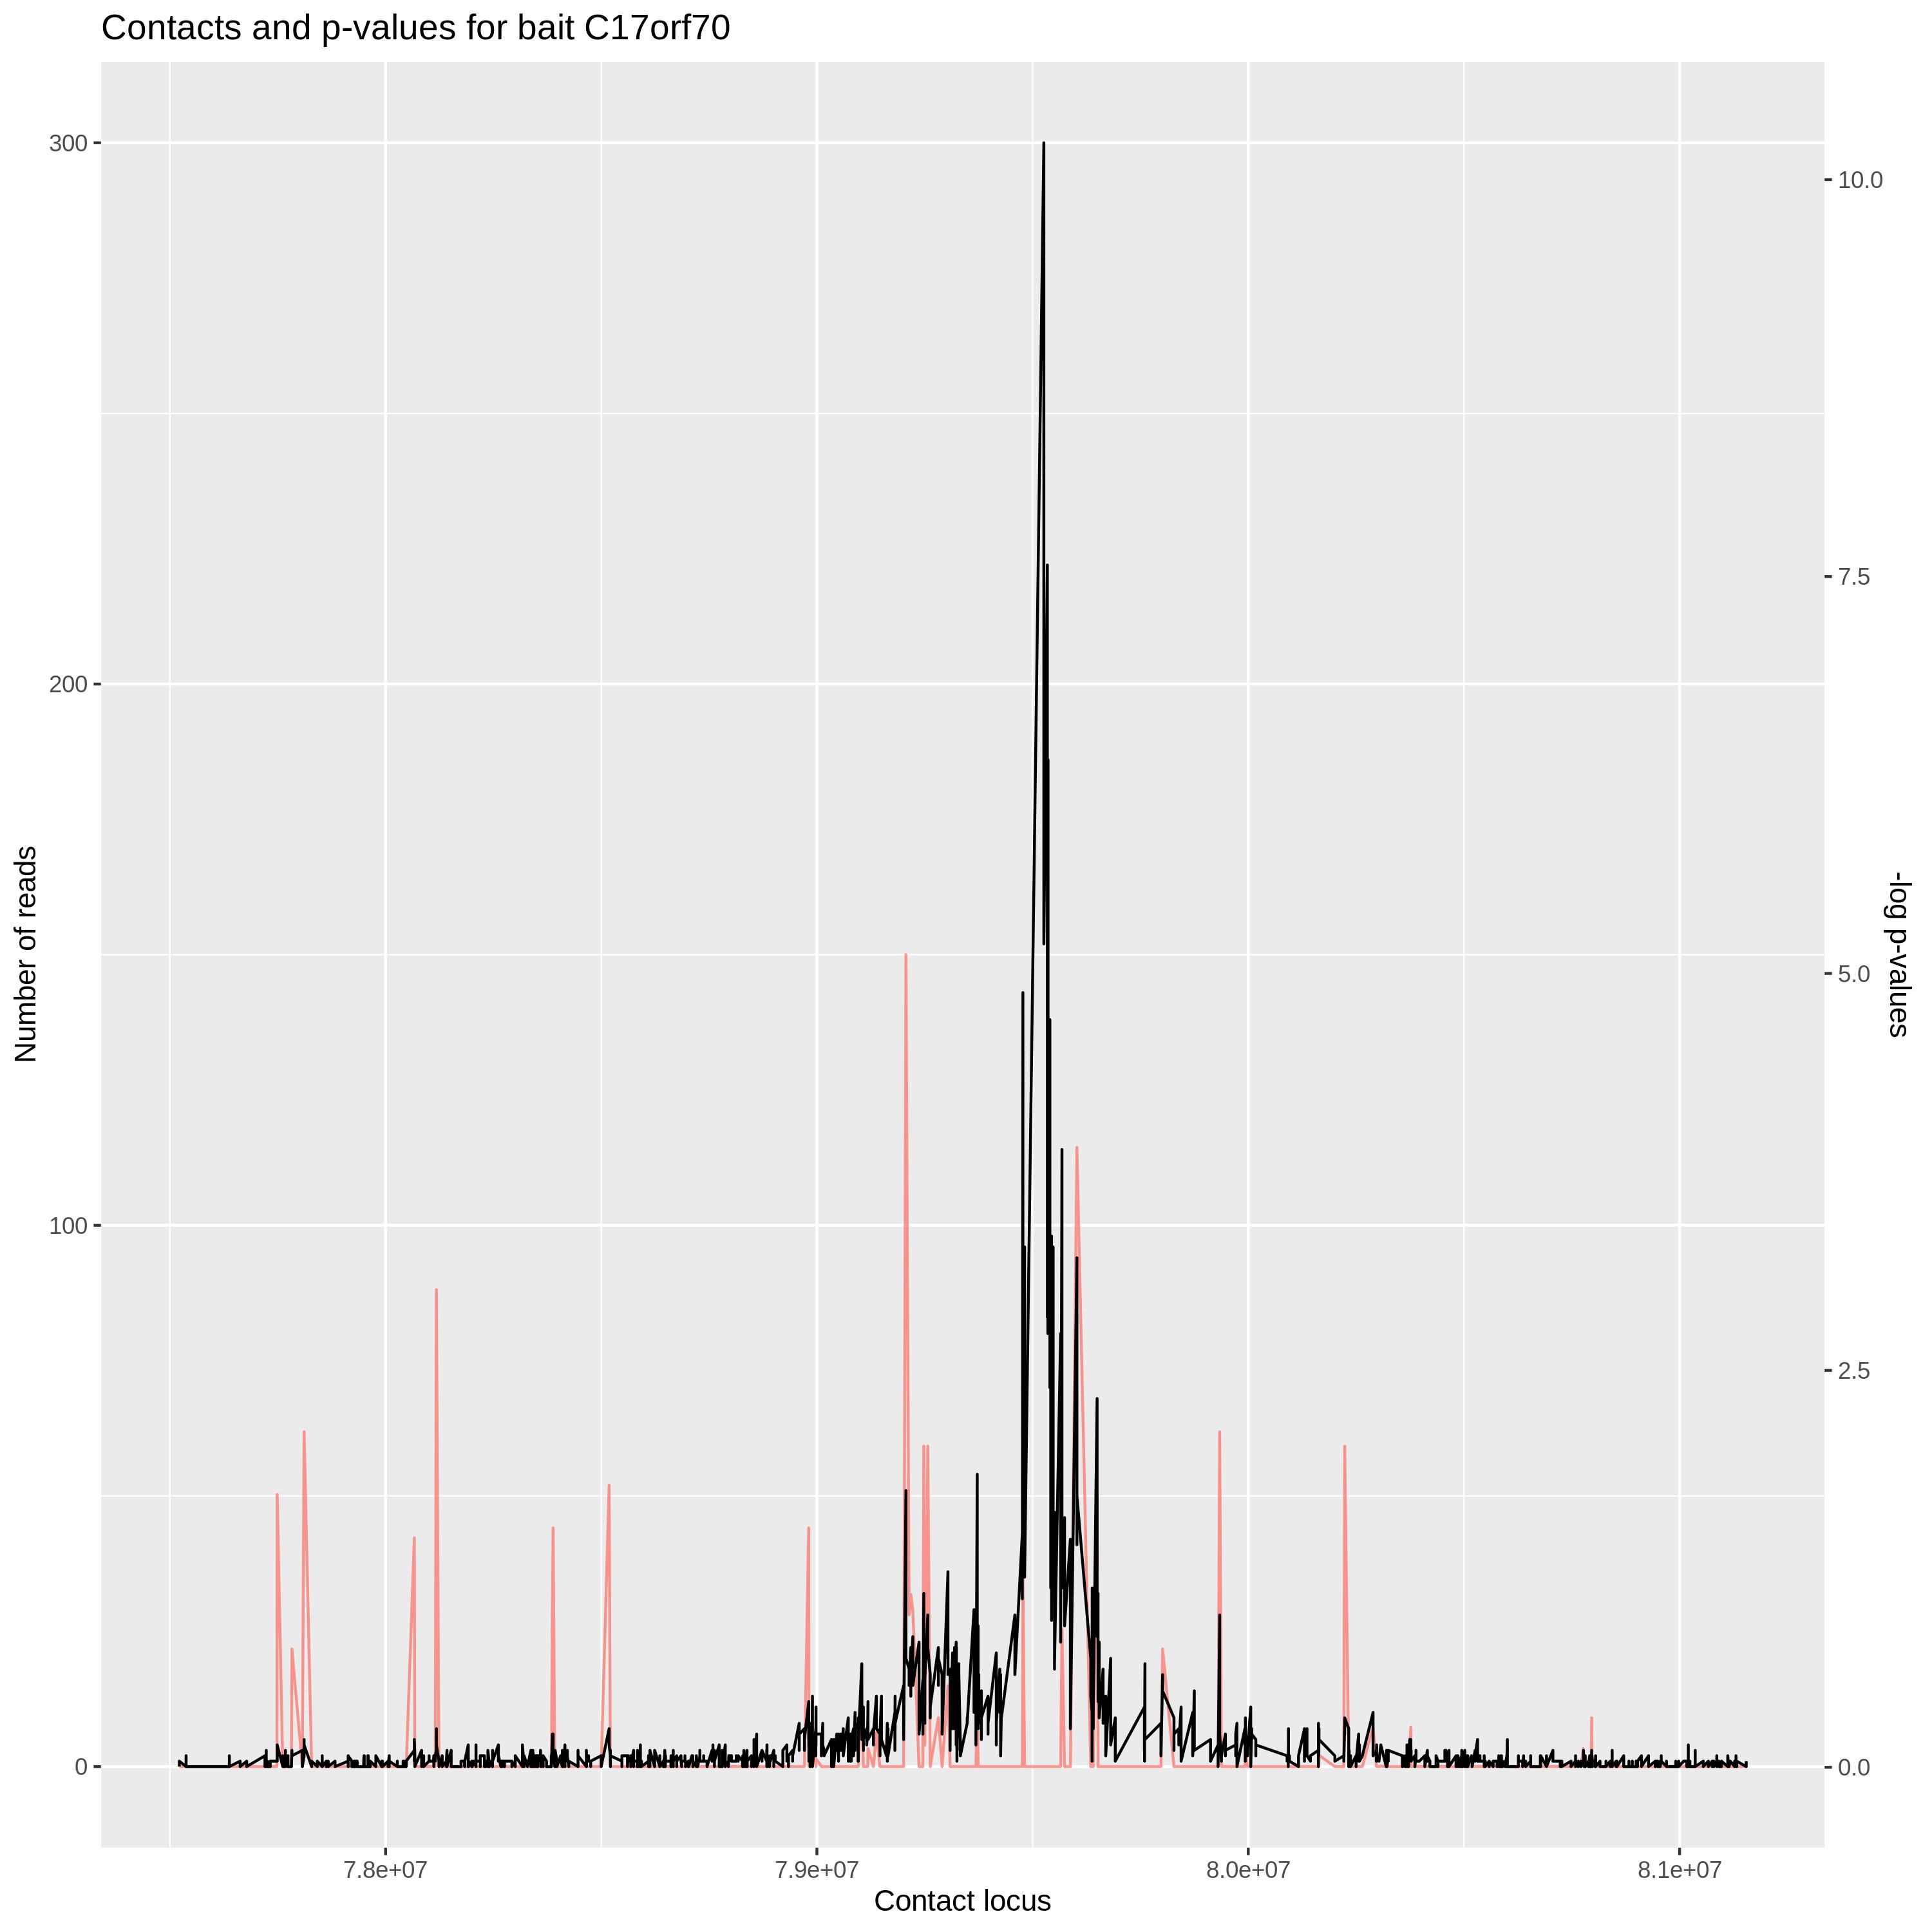 Contacts and p-values for bait C17orf70
300
200
100
0
10.0
7.5
5.0
2.5
0.0
Number of reads
-log p-values
7.8e+07
7.9e+07
8.0e+07
8.1e+07
Contact locus